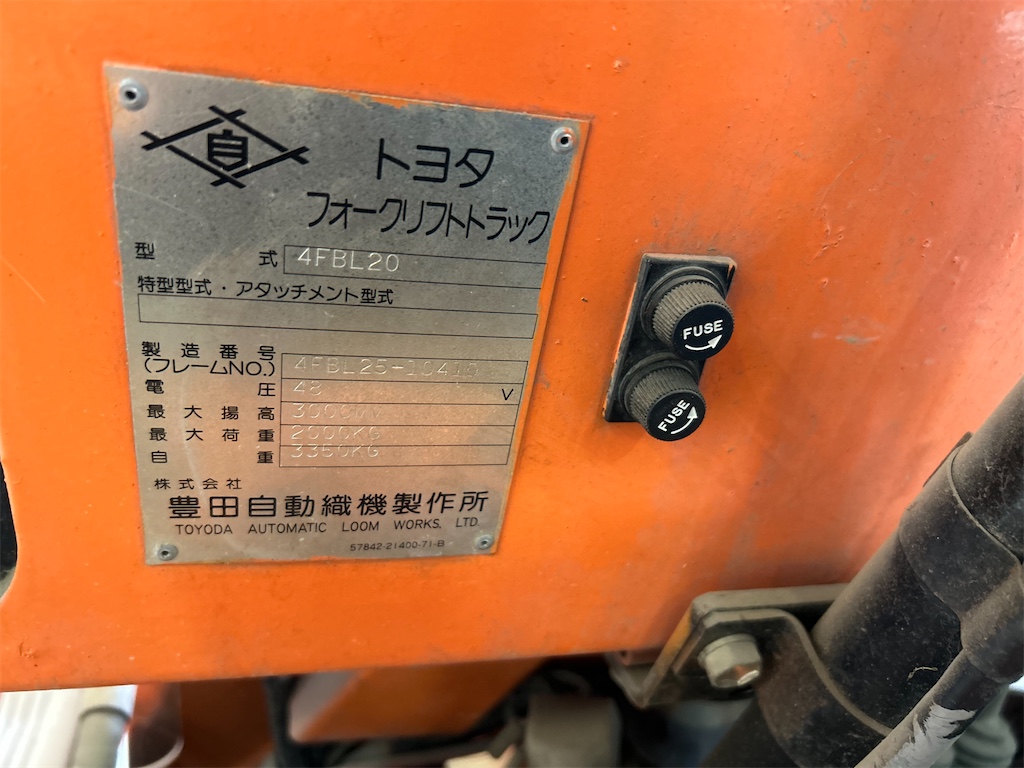 自
トヨタ
フォークリフトトラック
型式 4FBL20
特型型式・アタッチメント型式
製造番号
(フレームNO.)
電圧 48 V
最大揚高
最大荷重 2000KG
自重 3350KG
株式会社
豊田自動織機製作所
TOYODA AUTOMATIC LOOM WORKS, LTD.
57842-21400-71-B
FUSE
FUSE